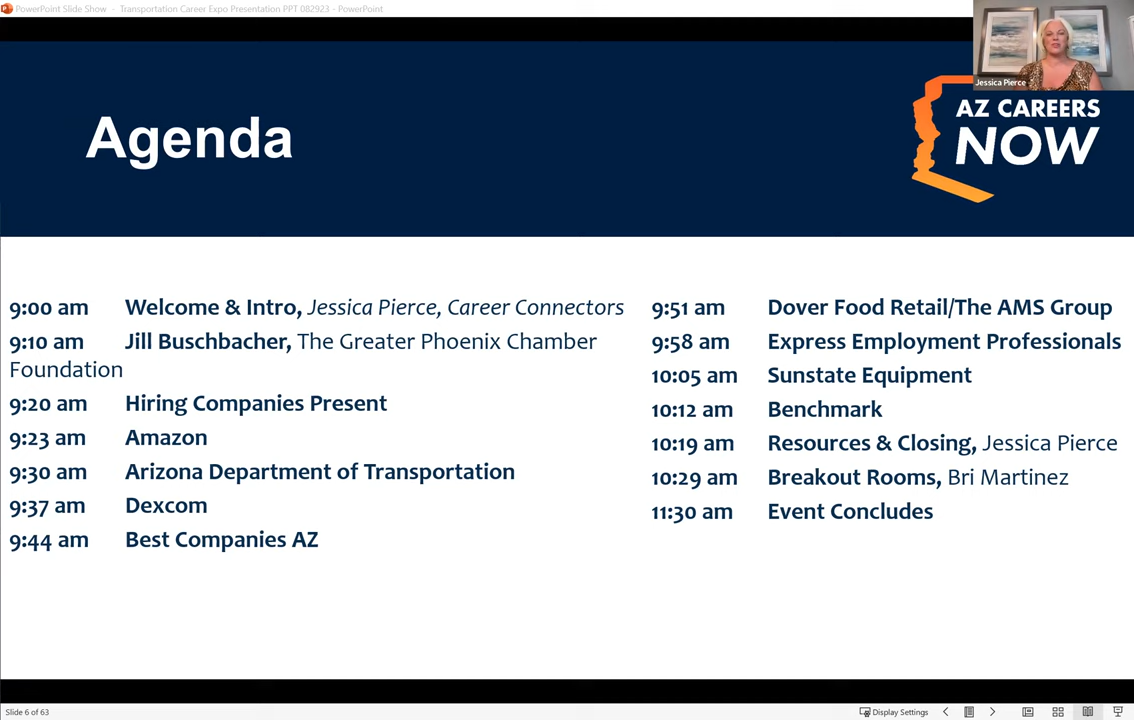 PowerPoint Slide Show - Transportation Career Expo Presentation PPT 082923 - PowerPoint
Jessica Pierce
AZ CAREERS
NOW
Agenda
9:00 am Welcome & Intro, Jessica Pierce, Career Connectors
9:10 am Jill Buschbacher, The Greater Phoenix Chamber
Foundation
9:20 am Hiring Companies Present
9:23 am Amazon
9:30 am Arizona Department of Transportation
9:37 am Dexcom
9:44 am Best Companies AZ
9:51 am Dover Food Retail/The AMS Group
9:58 am Express Employment Professionals
10:05 am Sunstate Equipment
10:12 am Benchmark
10:19 am Resources & Closing, Jessica Pierce
10:29 am Breakout Rooms, Bri Martinez
11:30 am Event Concludes
Slide 6 of 63
Display Settings